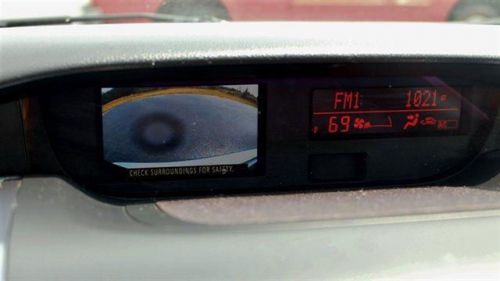 CHECK SURROUNDINGS FOR SAFETY.
FM1 1021
69